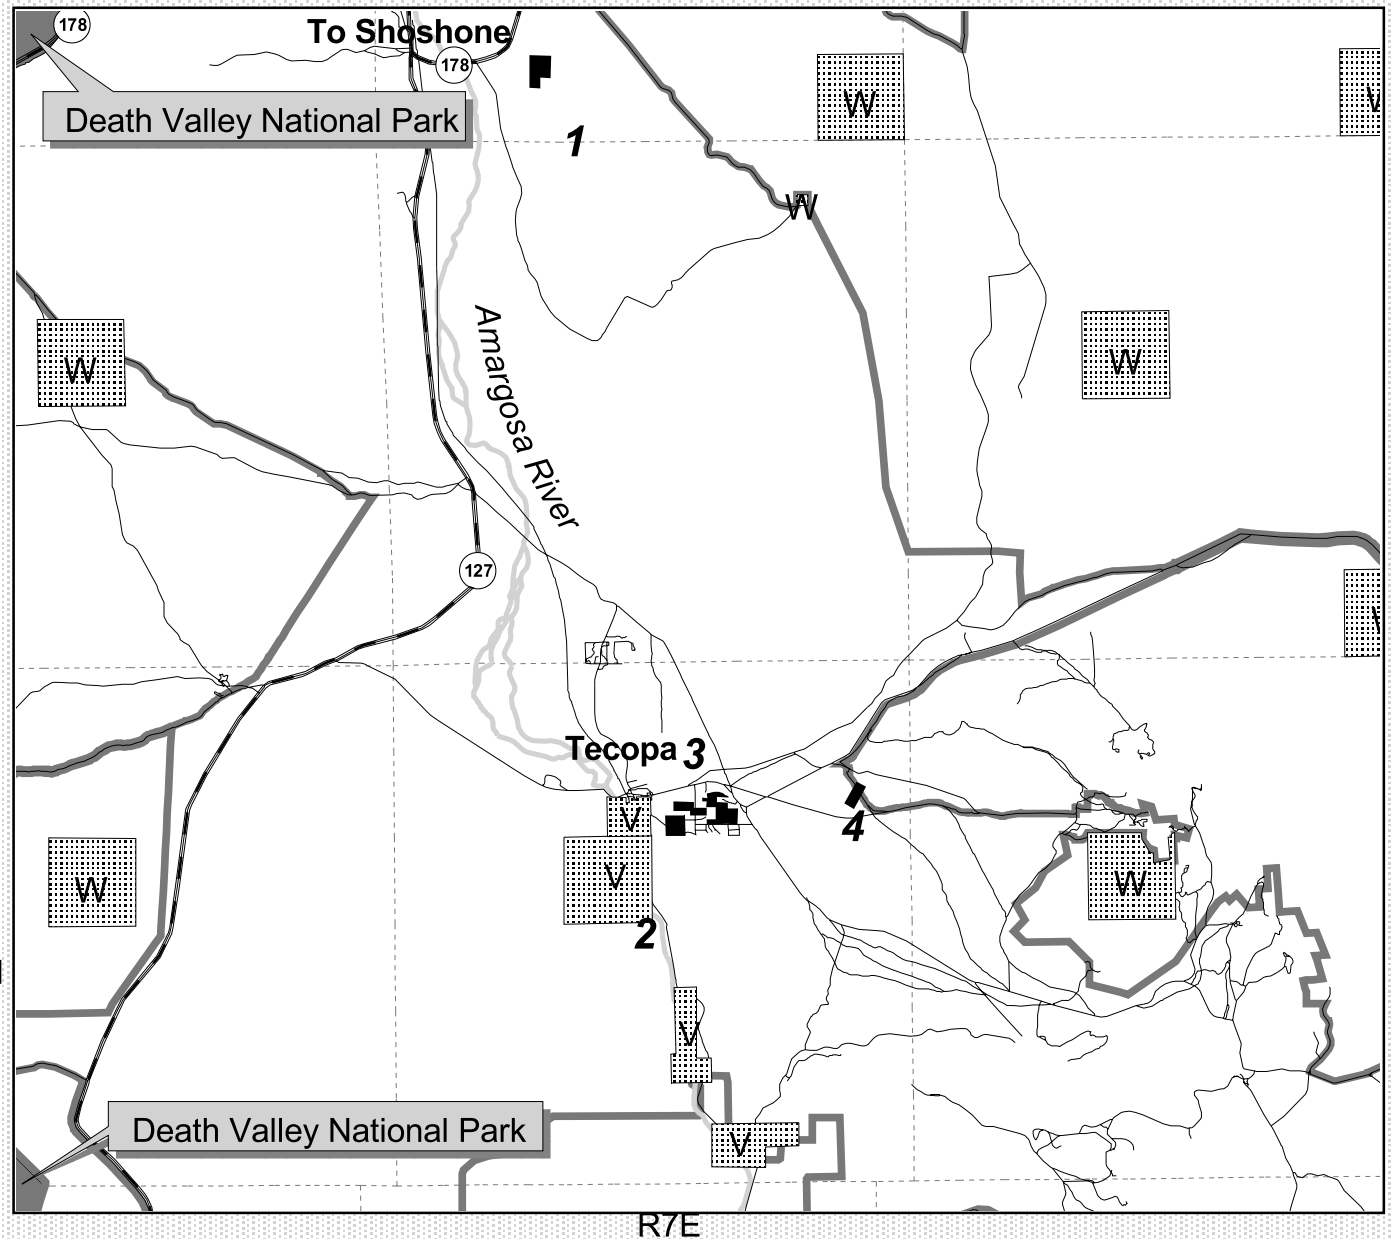 178
To Shoshone
178
Death Valley National Park
W
W
1
W
Amargosa River
W
W
127
Tecopa 3
V
4
V
W
W
2
V
Death Valley National Park
V
R7E